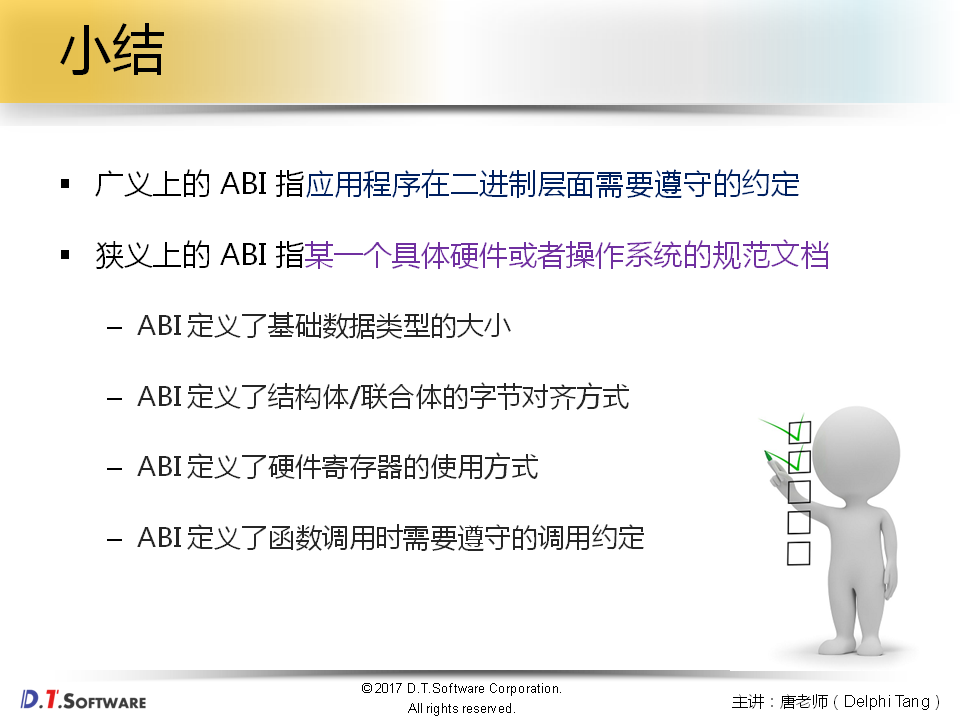 小结
▪ 广义上的 ABI 指应用程序在二进制层面需要遵守的约定
▪ 狭义上的 ABI 指某一个具体硬件或者操作系统的规范文档
– ABI 定义了基础数据类型的大小
– ABI 定义了结构体/联合体的字节对齐方式
– ABI 定义了硬件寄存器的使用方式
– ABI 定义了函数调用时需要遵守的调用约定
D.T.SOFTWARE
©2017 D.T.Software Corporation.
All rights reserved.
主讲：唐老师（Delphi Tang）